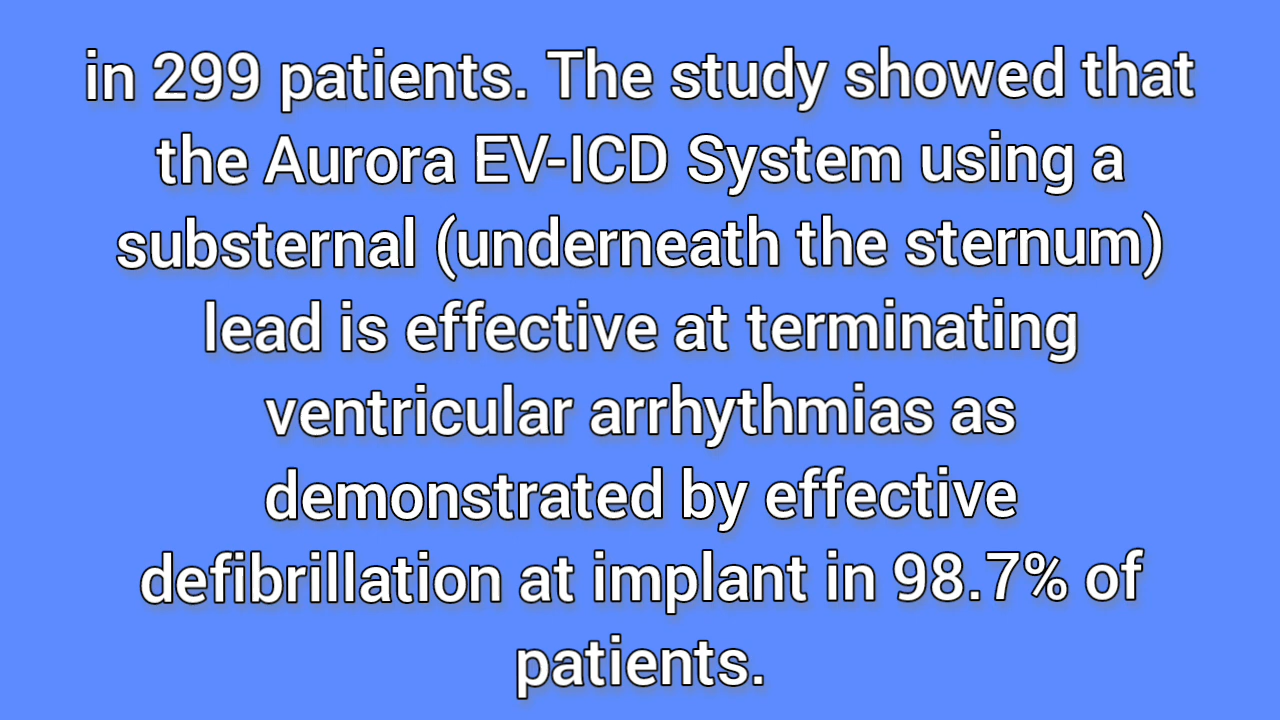 in 299 patients. The study showed that
the Aurora EV-ICD System using a
substernal (underneath the sternum)
lead is effective at terminating
ventricular arrhythmias as
demonstrated by effective
defibrillation at implant in 98.7% of
patients.